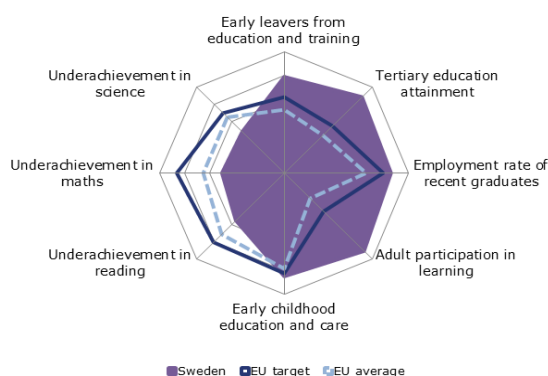 Early leavers from
education and training
Underachievement in
science
Tertiary education
attainment
Underachievement in
maths
Employment rate of
recent graduates
Underachievement in
reading
Adult participation in
learning
Early childhood
education and care
Sweden EU target EU average